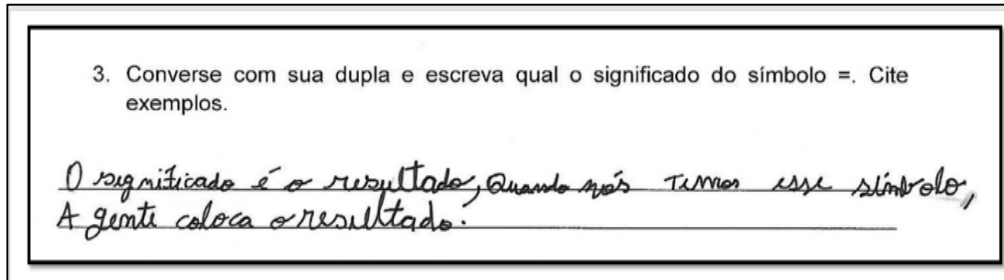 3. Converse com sua dupla e escreva qual o significado do símbolo =. Cite
exemplos.
O significado é o resultado, Quando nós temos esse símbolo,
A gente coloca o resultado.